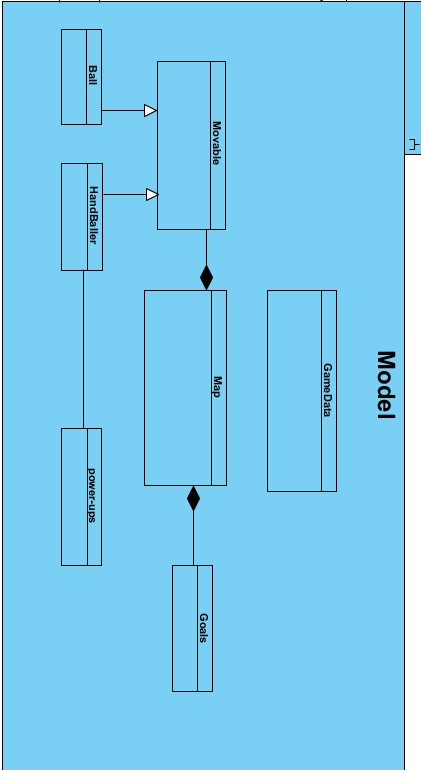 Model
GameData
Movable
Map
Goals
Ball
HandBaller
power-ups